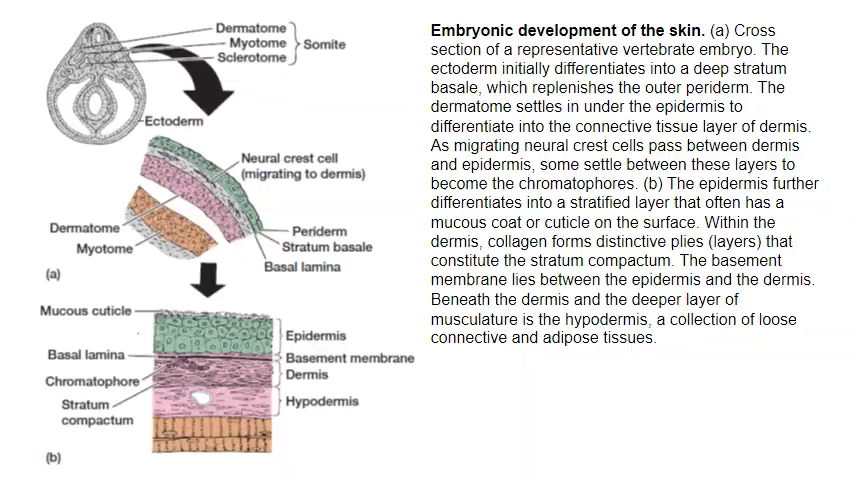 Dermatome
Myotome
Sclerotome
Somite
Ectoderm
Neural crest cell
(migrating to dermis)
Dermatome
Myotome
Periderm
Stratum basale
Basal lamina
(a)
Mucous cuticle
Epidermis
Basal lamina
Basement membrane
Dermis
Chromatophore
Hypodermis
Stratum
compactum
(b)
Embryonic development of the skin. (a) Cross
section of a representative vertebrate embryo. The
ectoderm initially differentiates into a deep stratum
basale, which replenishes the outer periderm. The
dermatome settles in under the epidermis to
differentiate into the connective tissue layer of dermis.
As migrating neural crest cells pass between dermis
and epidermis, some settle between these layers to
become the chromatophores. (b) The epidermis further
differentiates into a stratified layer that often has a
mucous coat or cuticle on the surface. Within the
dermis, collagen forms distinctive plies (layers) that
constitute the stratum compactum. The basement
membrane lies between the epidermis and the dermis.
Beneath the dermis and the deeper layer of
musculature is the hypodermis, a collection of loose
connective and adipose tissues.